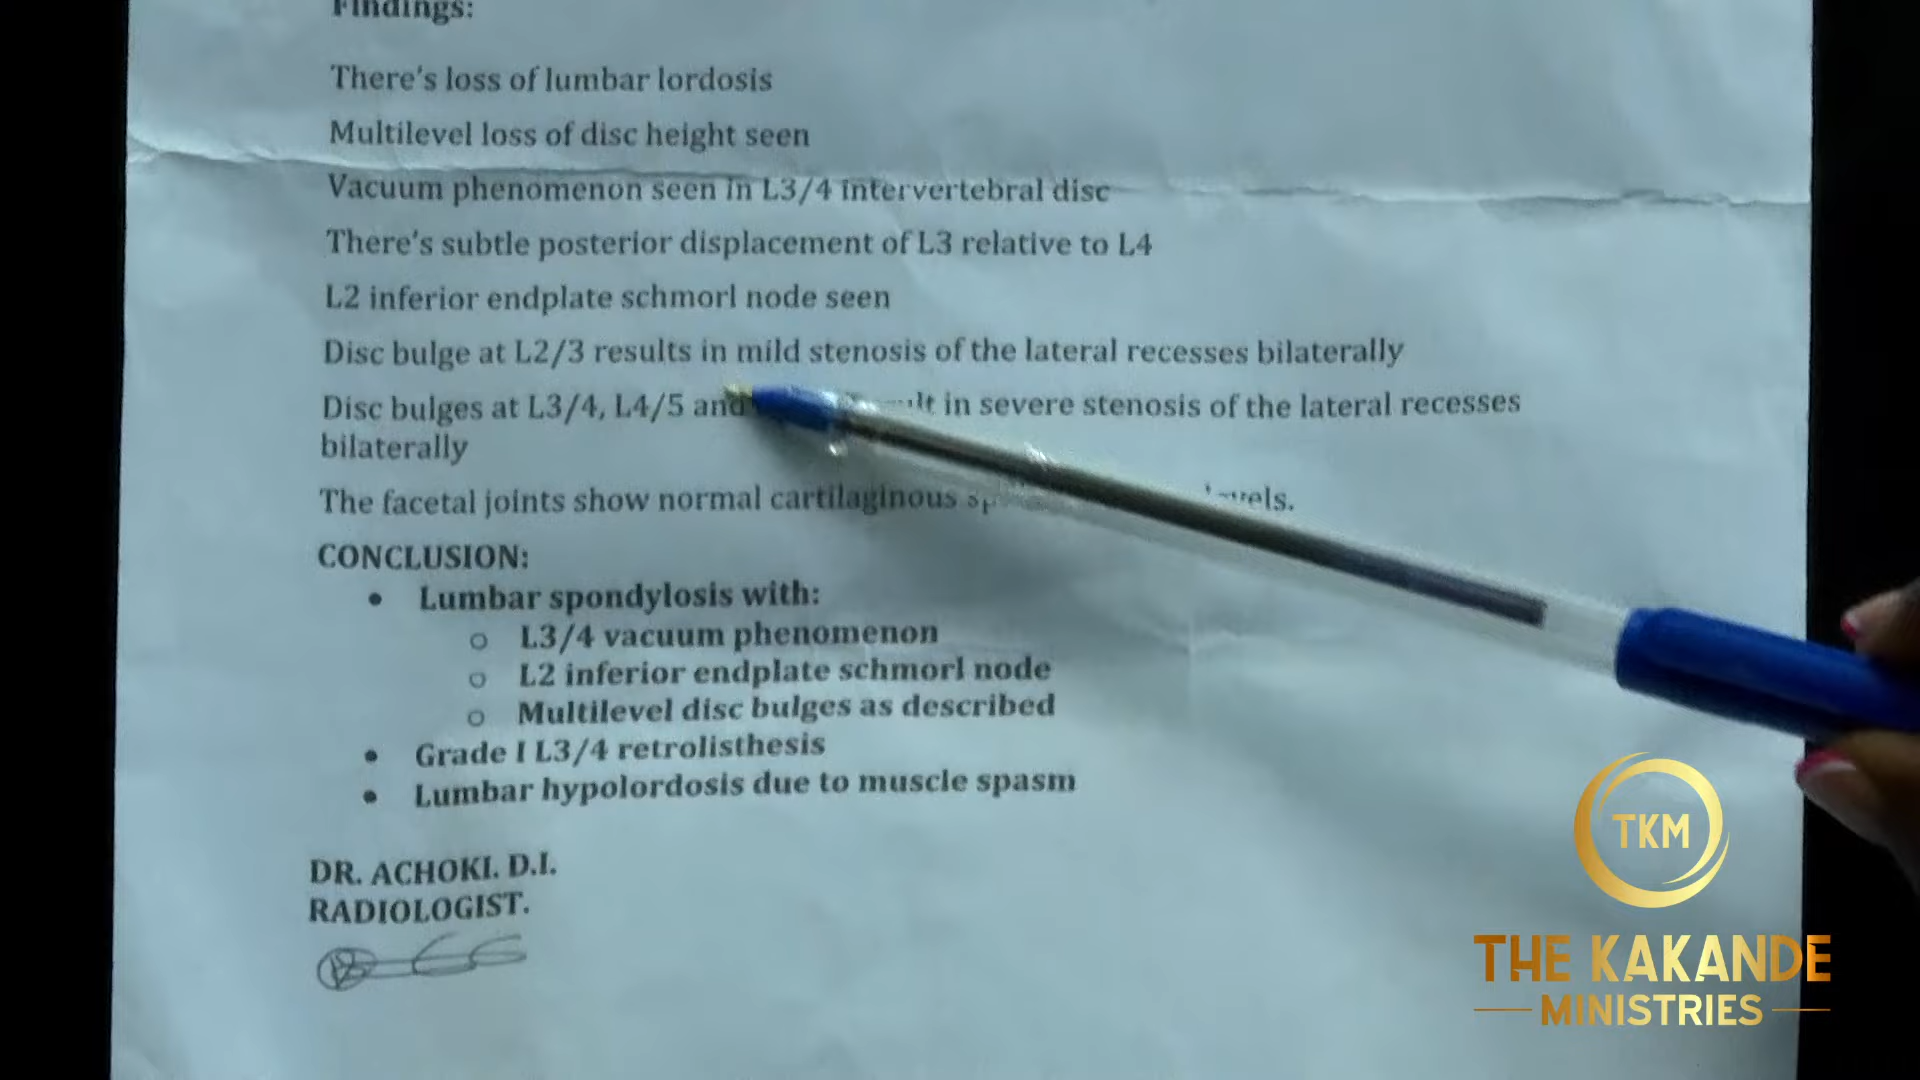 Findings:
There's loss of lumbar lordosis
Multilevel loss of disc height seen
Vacuum phenomenon seen in L3/4 intervertebral disc
There's subtle posterior displacement of L3 relative to L4
L2 inferior endplate schmorl node seen
Disc bulge at L2/3 results in mild stenosis of the lateral recesses bilaterally
Disc bulges at L3/4, L4/5 and in severe stenosis of the lateral recesses
bilaterally
The facetal joints show normal cartilaginous
CONCLUSION:
• Lumbar spondylosis with:
o L3/4 vacuum phenomenon
o L2 inferior endplate schmorl node
o Multilevel disc bulges as described
• Grade I L3/4 retrolisthesis
• Lumbar hypolordosis due to muscle spasm
DR. ACHOKI. D.I.
RADIOLOGIST.
TKM
THE KAKANDE
MINISTRIES